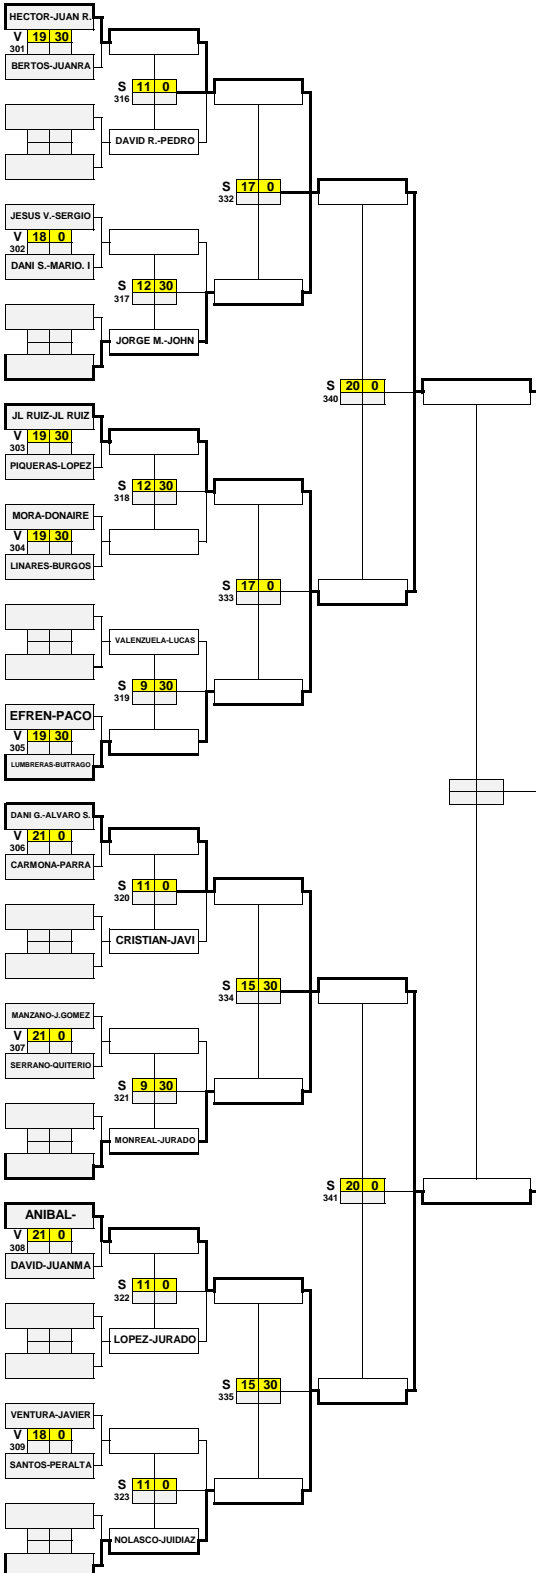 HECTOR-JUAN R.
V 19 30
301
BERTOS-JUANRA
S 11 0
316
DAVID R.-PEDRO
S 17 0
332
JESUS V.-SERGIO
V 18 0
302
DANI S.-MARIO. I
S 12 30
317
JORGE M.-JOHN
S 20 0
340
JL RUIZ-JL RUIZ
V 19 30
303
PIQUERAS-LOPEZ
S 12 30
318
MORA-DONAIRE
V 19 30
304
LINARES-BURGOS
S 17 0
333
VALENZUELA-LUCAS
S 9 30
319
EFREN-PACO
V 19 30
305
LUMBRERAS-BUITRAGO
DANI G.-ALVARO S.
V 21 0
306
CARMONA-PARRA
S 11 0
320
CRISTIAN-JAVI
S 15 30
334
MANZANO-J.GOMEZ
V 21 0
307
SERRANO-QUITERIO
S 9 30
321
MONREAL-JURADO
S 20 0
341
ANIBAL-
V 21 0
308
DAVID-JUANMA
S 11 0
322
LOPEZ-JURADO
S 15 30
335
VENTURA-JAVIER
V 18 0
309
SANTOS-PERALTA
S 11 0
323
NOLASCO-JUIDIAZ